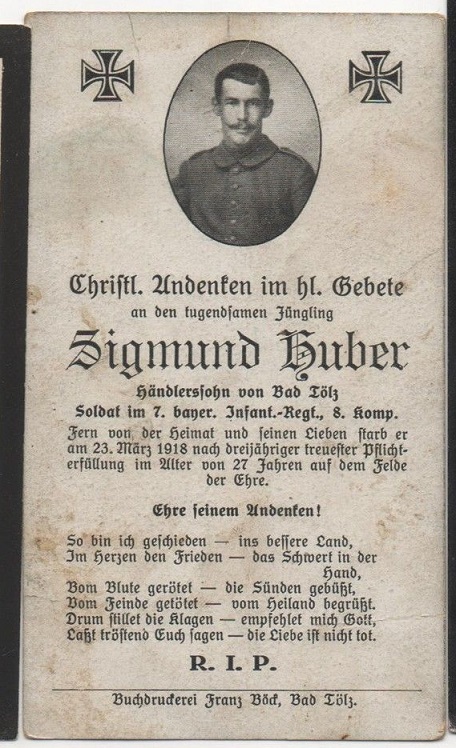 Christl. Andenken im hl. Gebete
an den tugendsamen Jüngling
Sigmund Huber
Händlerssohn von Bad Tölz
Soldat im 7. bayer. Infant.-Regt., 8. Komp.
Fern von der Heimat und seinen Lieben starb er
am 23. März 1918 nach dreijähriger treuester Pflicht-
erfüllung im Alter von 27 Jahren auf dem Felde
der Ehre.
Ehre seinem Andenken!
So bin ich geschieden — ins bessere Land,
Im Herzen den Frieden — das Schwert in der
Hand,
Vom Blute gerötet — die Sünden gebüßt,
Vom Feinde getötet — vom Heiland begrüßt.
Drum stillet die Klagen — empfehlet mich Gott,
Laßt tröstend Euch sagen — die Liebe ist nicht tot.
R. I. P.
Buchdruckerei Franz Böck, Bad Tölz.